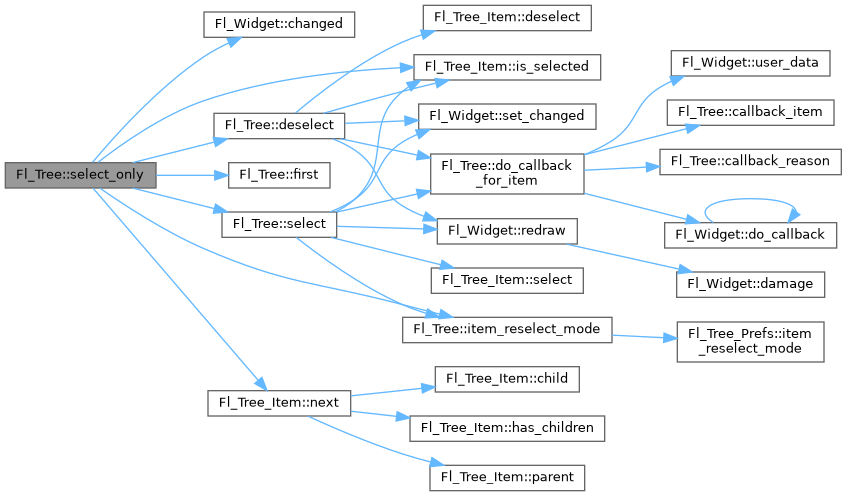 Fl_Tree::select_only
Fl_Widget::changed
Fl_Tree::deselect
Fl_Tree::first
Fl_Tree::select
Fl_Tree_Item::next
Fl_Tree_Item::deselect
Fl_Tree_Item::is_selected
Fl_Widget::set_changed
Fl_Tree::do_callback
_for_item
Fl_Widget::redraw
Fl_Tree_Item::select
Fl_Tree::item_reselect_mode
Fl_Tree_Item::child
Fl_Tree_Item::has_children
Fl_Tree_Item::parent
Fl_Widget::user_data
Fl_Tree::callback_item
Fl_Tree::callback_reason
Fl_Widget::do_callback
Fl_Widget::damage
Fl_Tree_Prefs::item
_reselect_mode